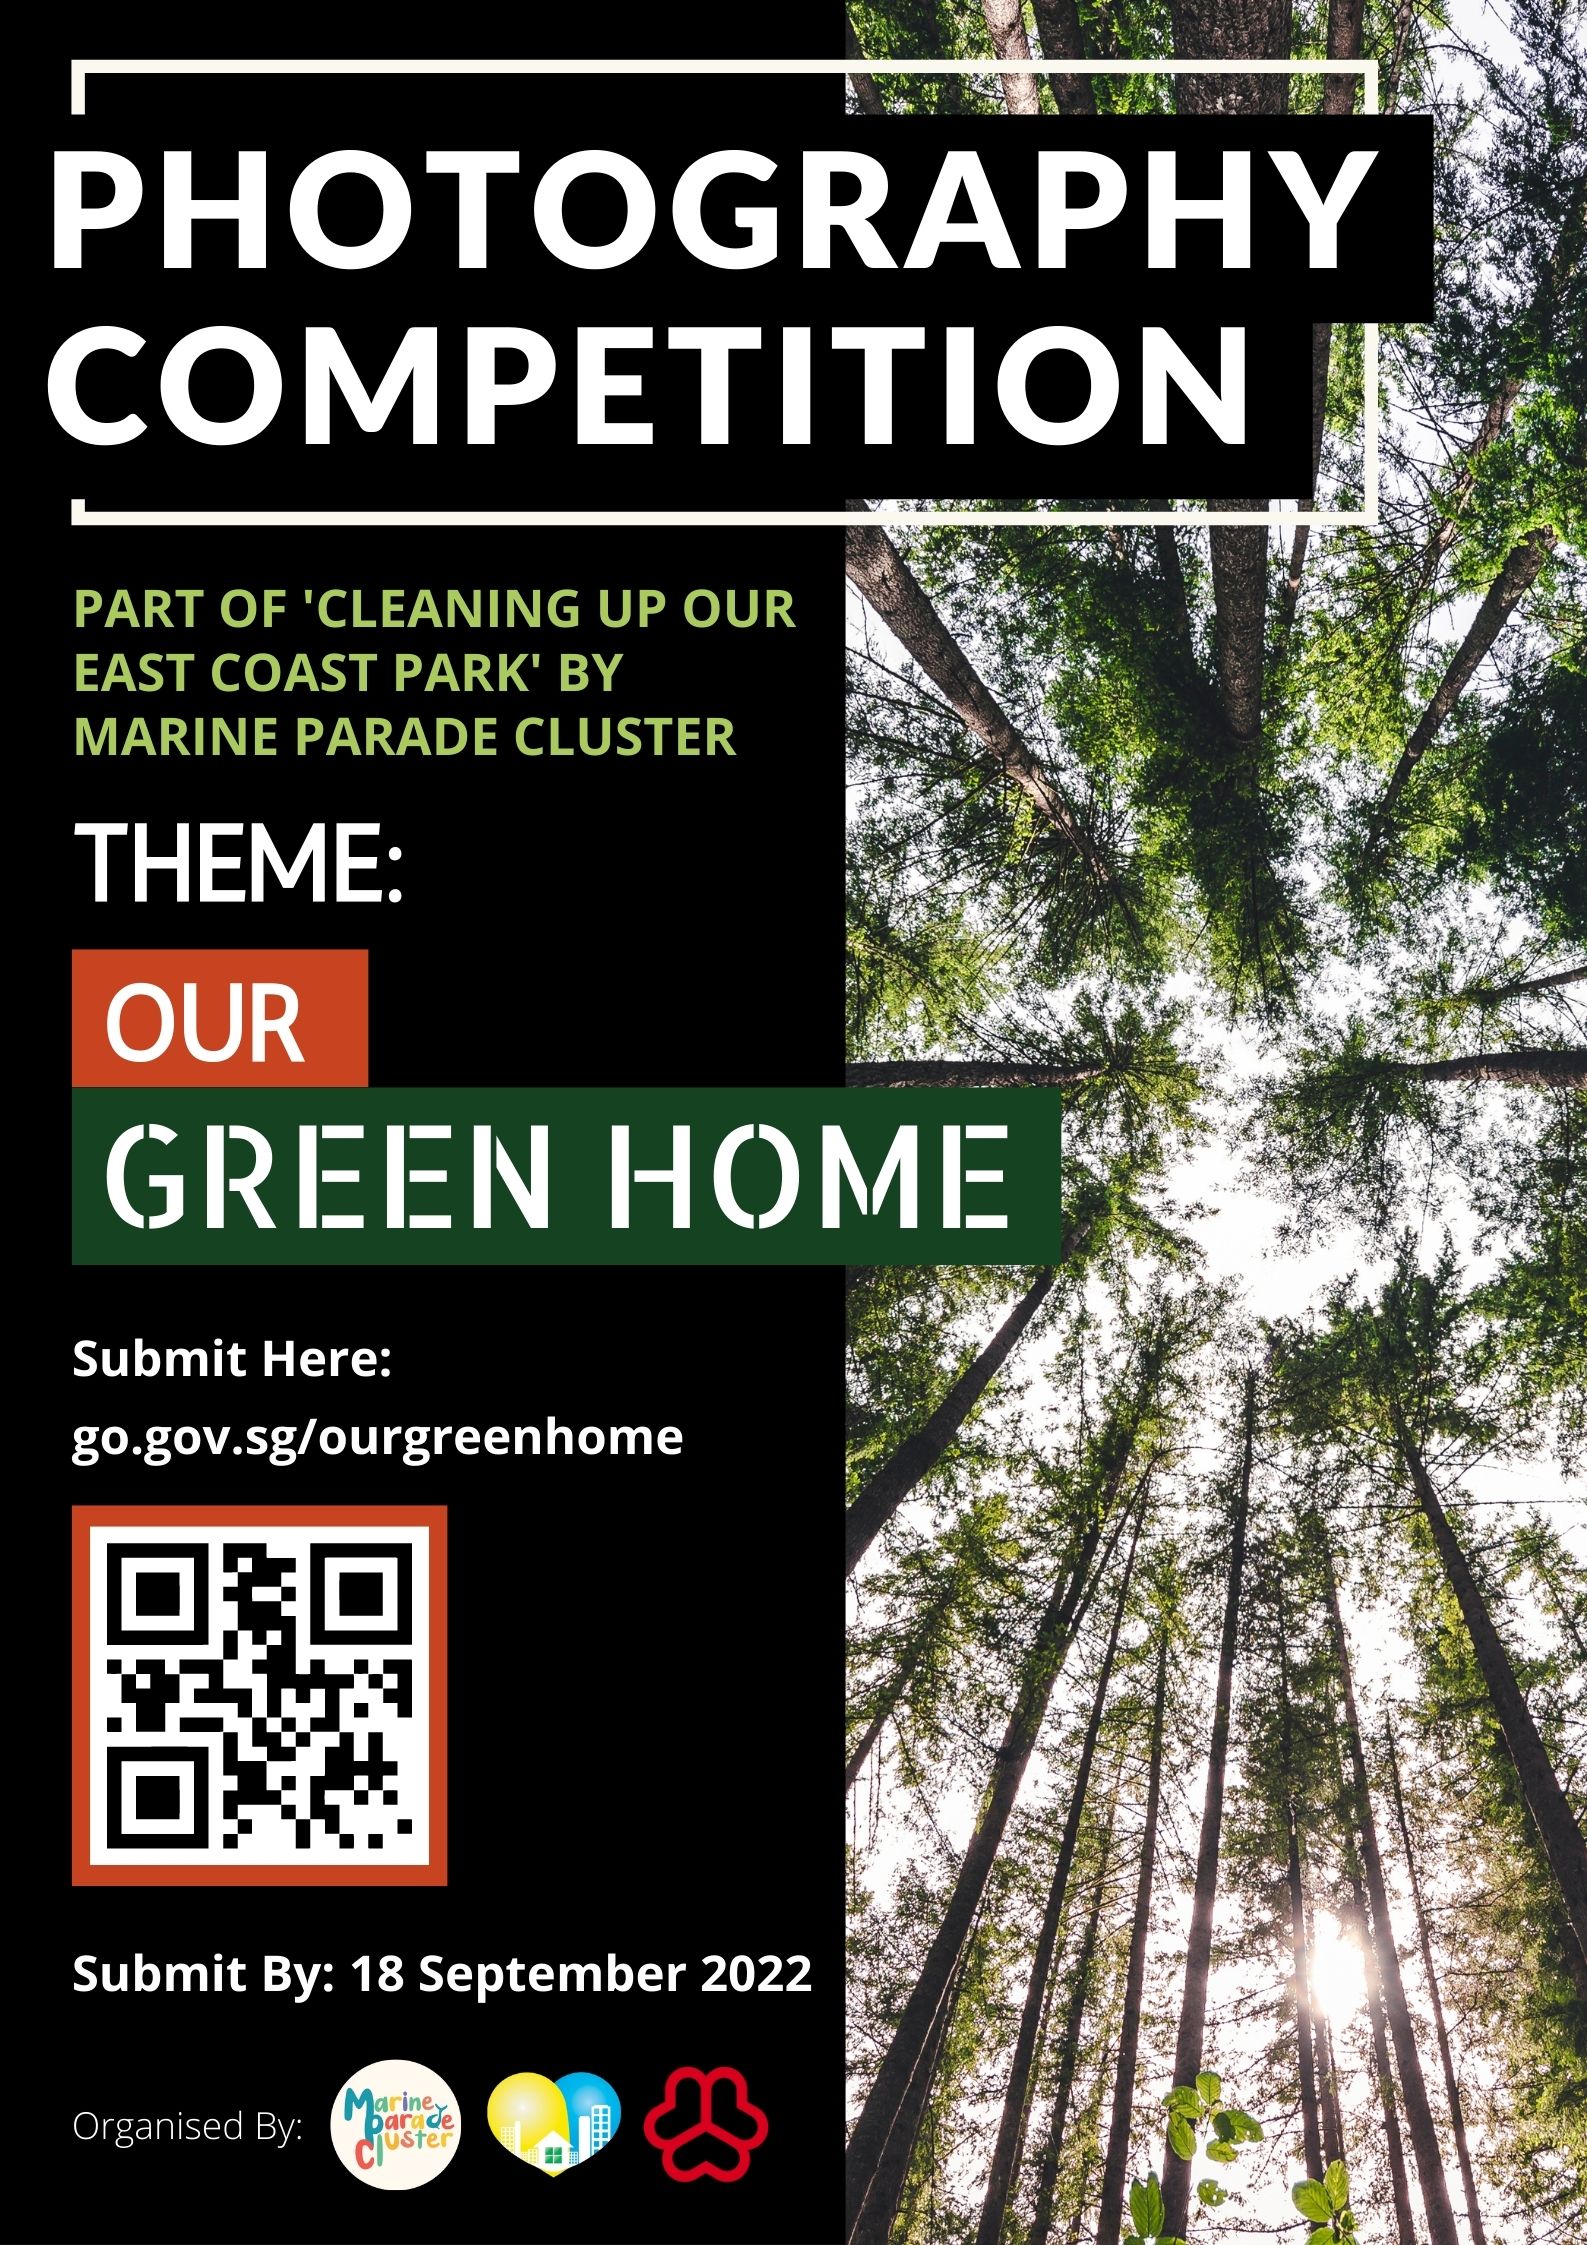 PHOTOGRAPHY
COMPETITION
PART OF 'CLEANING UP OUR
EAST COAST PARK' BY
MARINE PARADE CLUSTER
THEME:
OUR
GREEN HOME
Submit Here:
go.gov.sg/ourgreenhome
Submit By: 18 September 2022
Organised By:
Marine
Parade
Cluster